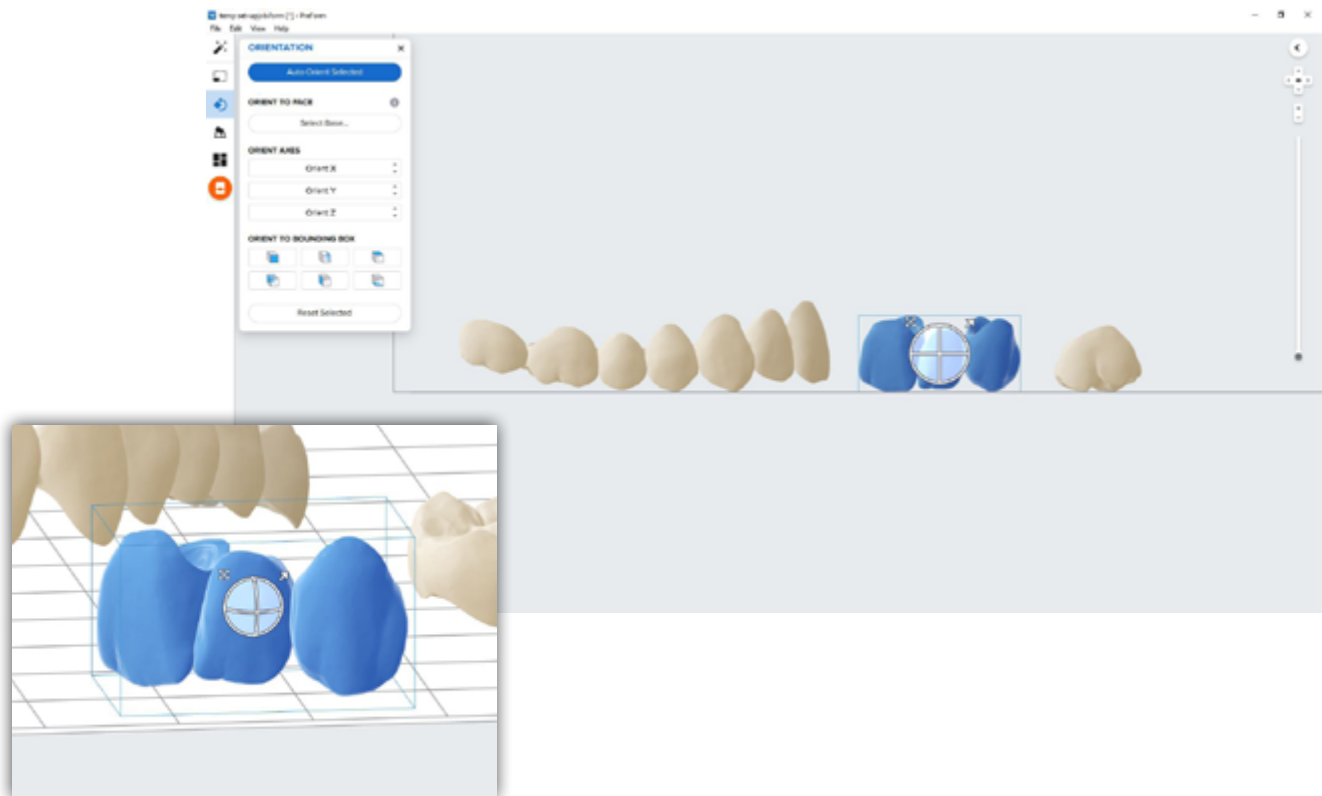 File Edit View Help
ORIENTATION
Auto-Orient Selected
ORIENT TO FACE
Select Base...
ORIENT AXES
Orient X
Orient Y
Orient Z
ORIENT TO BOUNDING BOX
Reset Selected